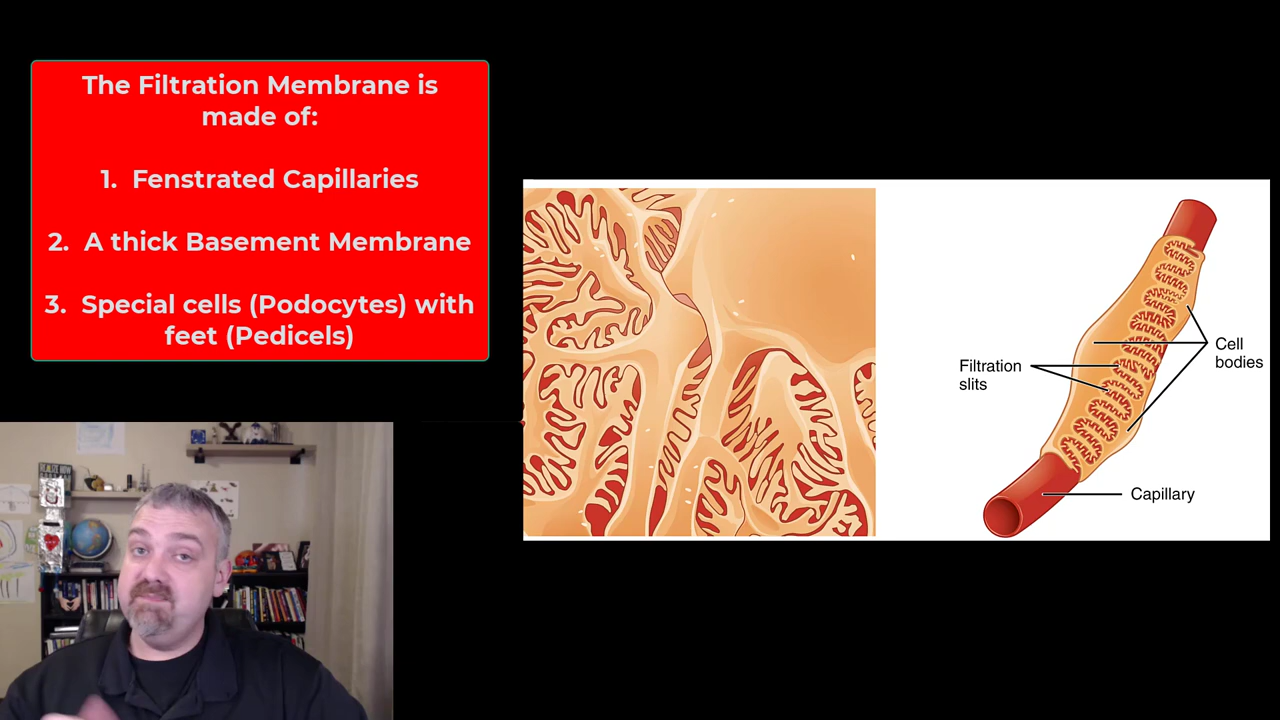 The Filtration Membrane is
made of:
1. Fenstrated Capillaries
2. A thick Basement Membrane
3. Special cells (Podocytes) with
feet (Pedicels)
Filtration
slits
Cell
bodies
Capillary